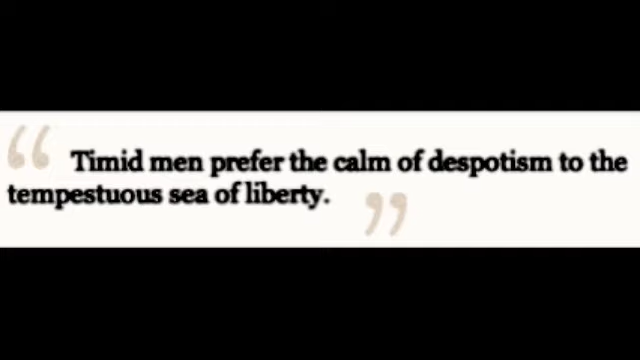 “ Timid men prefer the calm of despotism to the
tempestuous sea of liberty. ”